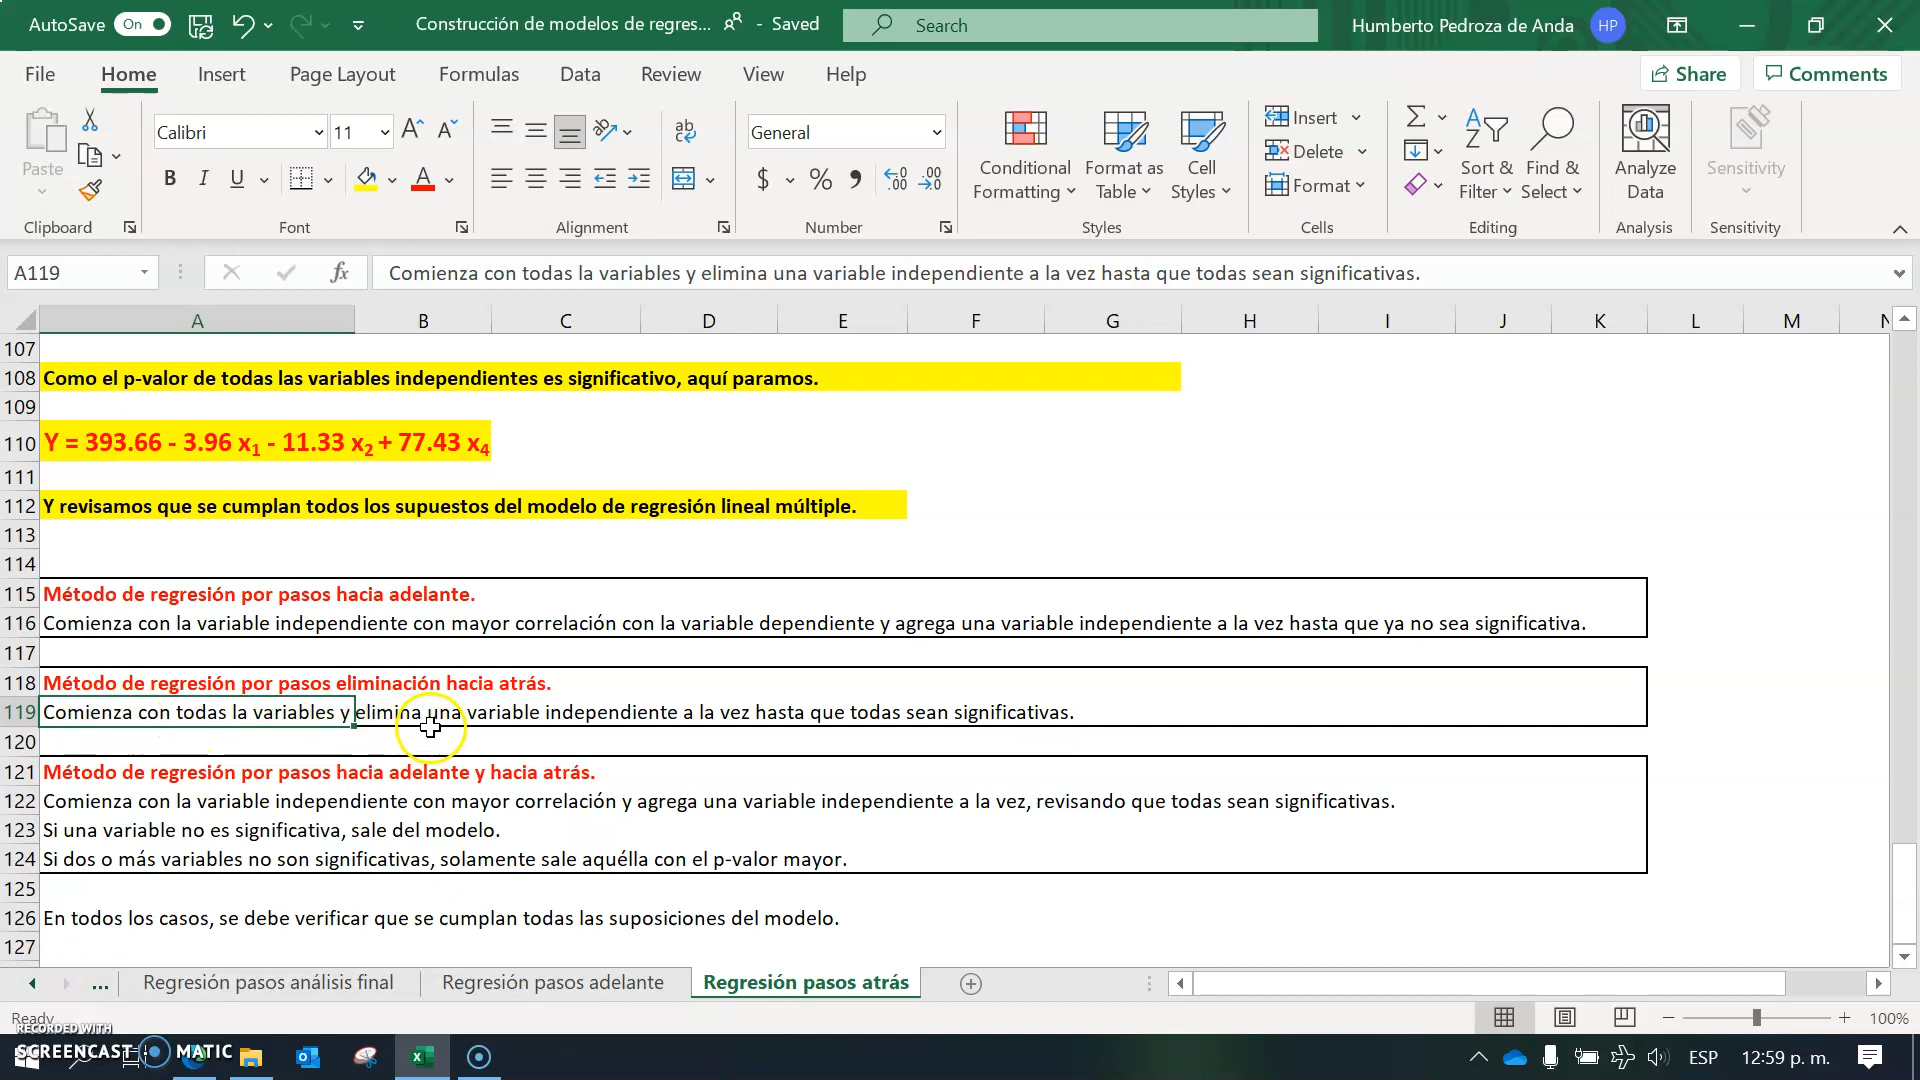 AutoSave On Construcción de modelos de regres... - Saved Search Humberto Pedroza de Anda HP
File Home Insert Page Layout Formulas Data Review View Help Share Comments
Paste Calibri 11 General Conditional Formatting Format as Table Cell Styles Insert Delete Format Sort & Filter Find & Select Analyze Data Sensitivity
Clipboard Font Alignment Number Styles Cells Editing Analysis Sensitivity
A119 fx Comienza con todas la variables y elimina una variable independiente a la vez hasta que todas sean significativas.
A B C D E F G H I J K L M
107
108 Como el p-valor de todas las variables independientes es significativo, aquí paramos.
109
110 Y = 393.66 - 3.96 x1 - 11.33 x2 + 77.43 x4
111
112 Y revisamos que se cumplan todos los supuestos del modelo de regresión lineal múltiple.
113
114
115 Método de regresión por pasos hacia adelante.
116 Comienza con la variable independiente con mayor correlación con la variable dependiente y agrega una variable independiente a la vez hasta que ya no sea significativa.
117
118 Método de regresión por pasos eliminación hacia atrás.
119 Comienza con todas la variables y elimina una variable independiente a la vez hasta que todas sean significativas.
120
121 Método de regresión por pasos hacia adelante y hacia atrás.
122 Comienza con la variable independiente con mayor correlación y agrega una variable independiente a la vez, revisando que todas sean significativas.
123 Si una variable no es significativa, sale del modelo.
124 Si dos o más variables no son significativas, solamente sale aquélla con el p-valor mayor.
125
126 En todos los casos, se debe verificar que se cumplan todas las suposiciones del modelo.
127
... Regresión pasos análisis final Regresión pasos adelante Regresión pasos atrás
Ready 100%
RECORDED WITH
SCREENCAST MATIC
ESP 12:59 p. m.